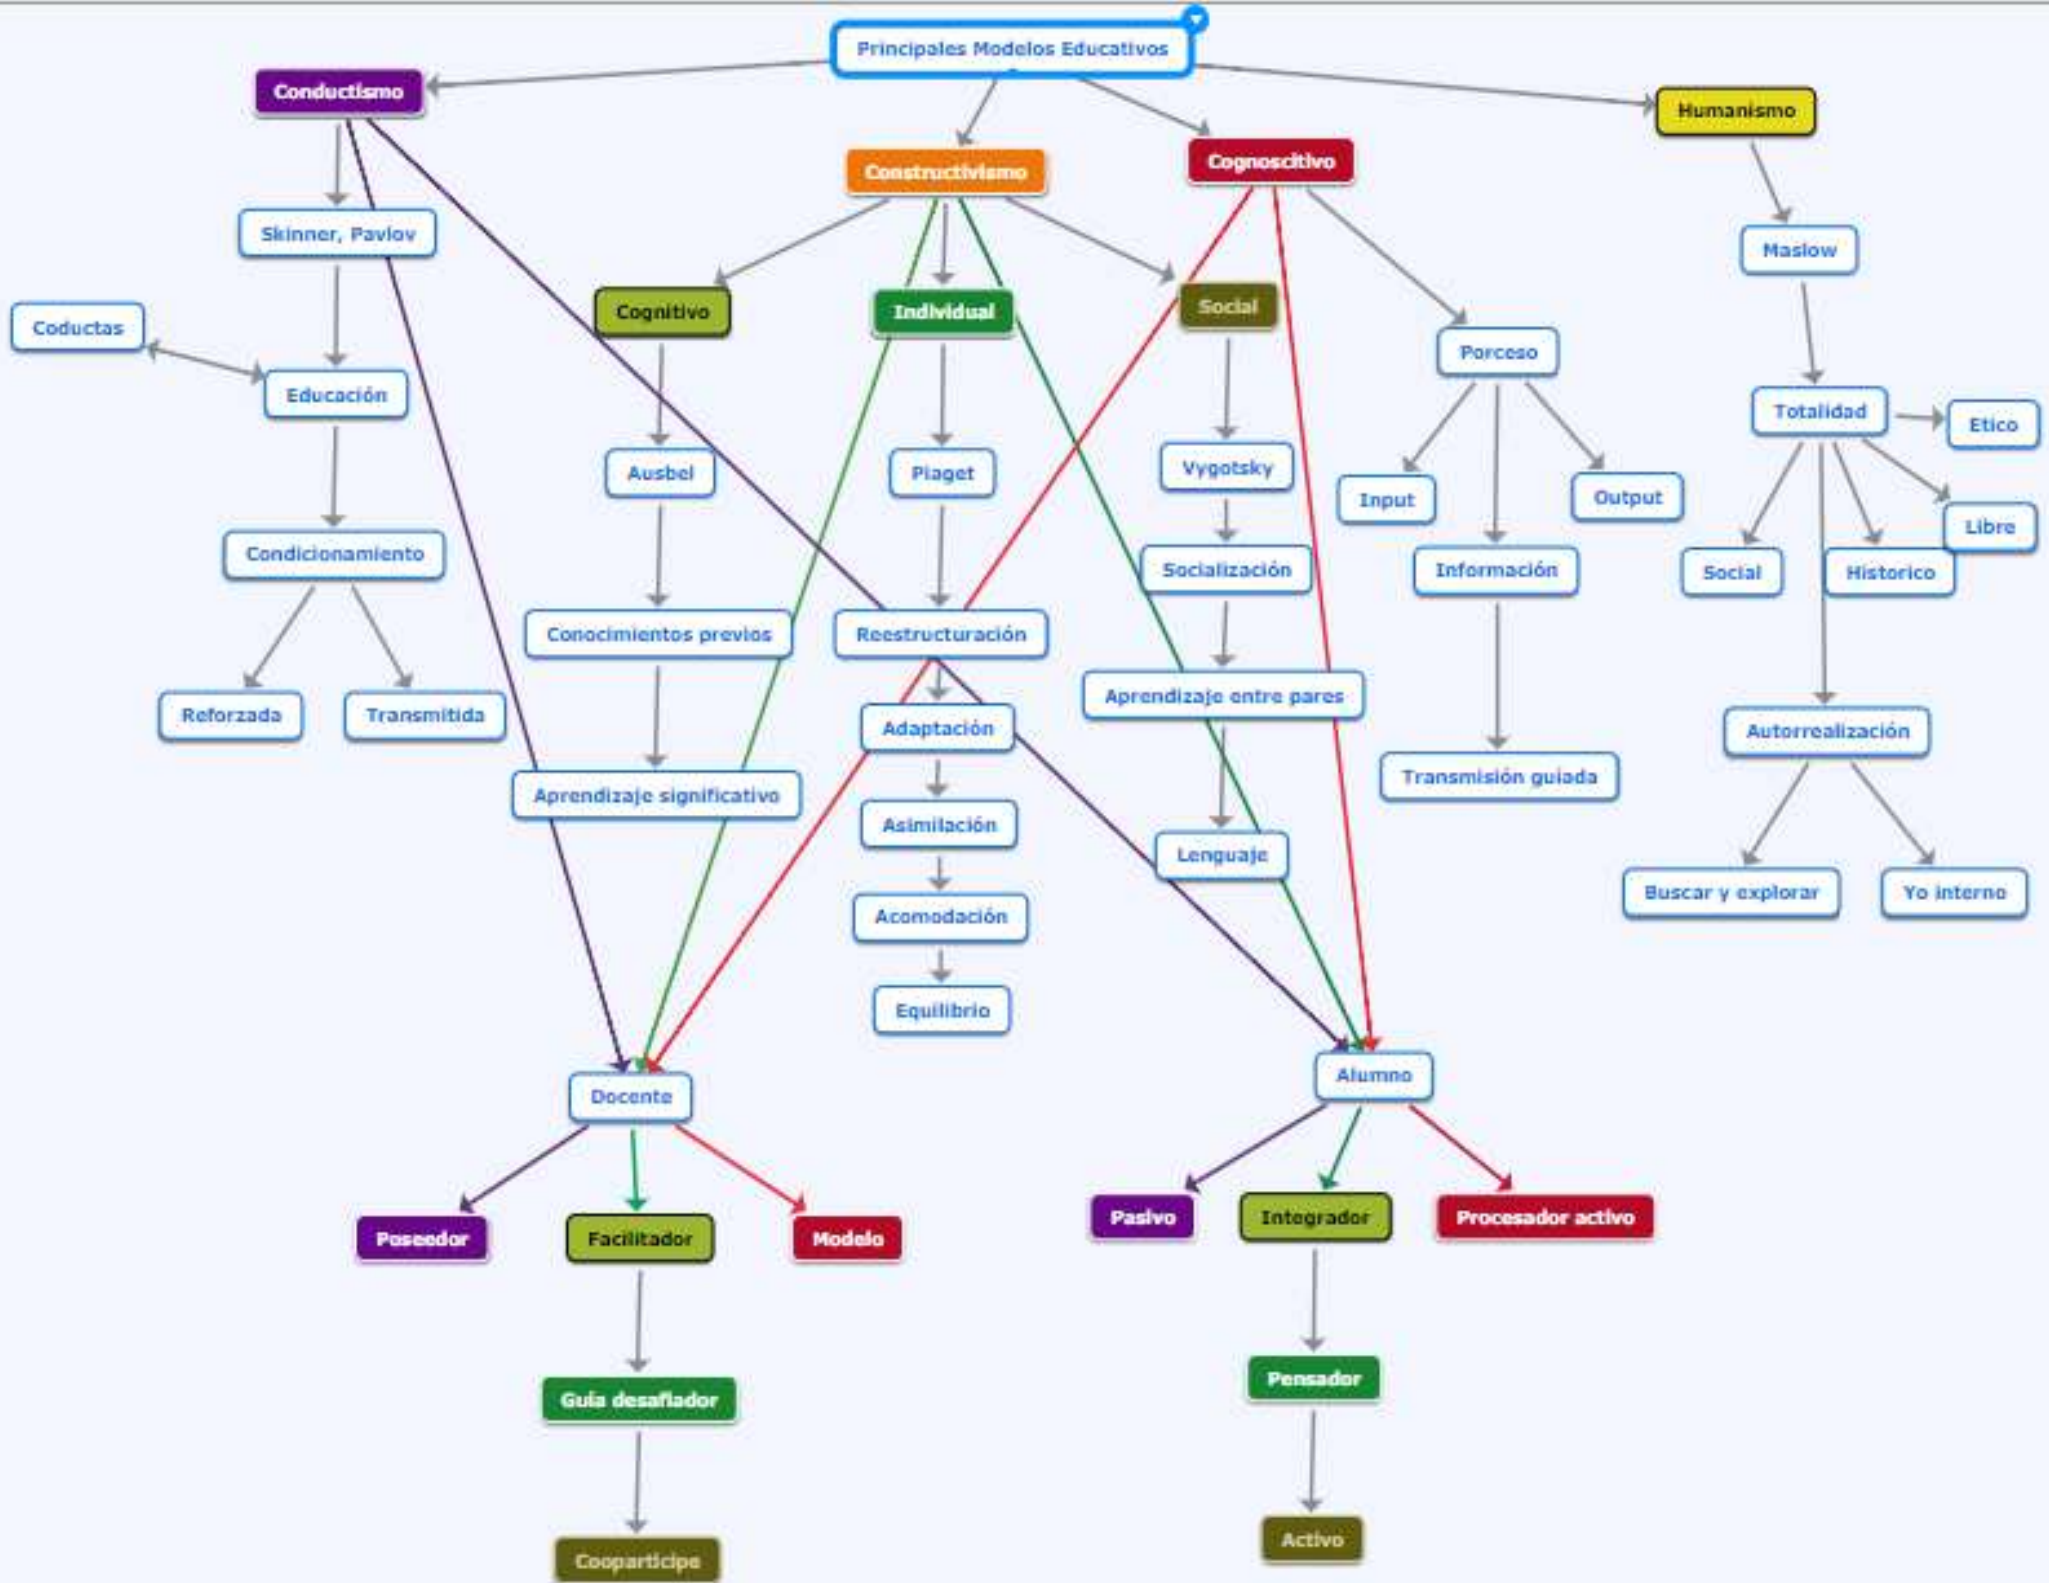 Principales Modelos Educativos
Conductismo
Humanismo
Constructivismo
Cognoscitivo
Skinner, Pavlov
Maslow
Coductas
Cognitivo
Individual
Social
Porceso
Educación
Totalidad
Etico
Ausbel
Piaget
Vygotsky
Input
Output
Libre
Condicionamiento
Socialización
Información
Social
Historico
Conocimientos previos
Reestructuración
Aprendizaje entre pares
Reforzada
Transmitida
Adaptación
Autorrealización
Transmisión guiada
Aprendizaje significativo
Asimilación
Lenguaje
Buscar y explorar
Yo interno
Acomodación
Equilibrio
Docente
Alumno
Poseedor
Facilitador
Modelo
Pasivo
Integrador
Procesador activo
Guía desafiador
Pensador
Cooparticipe
Activo